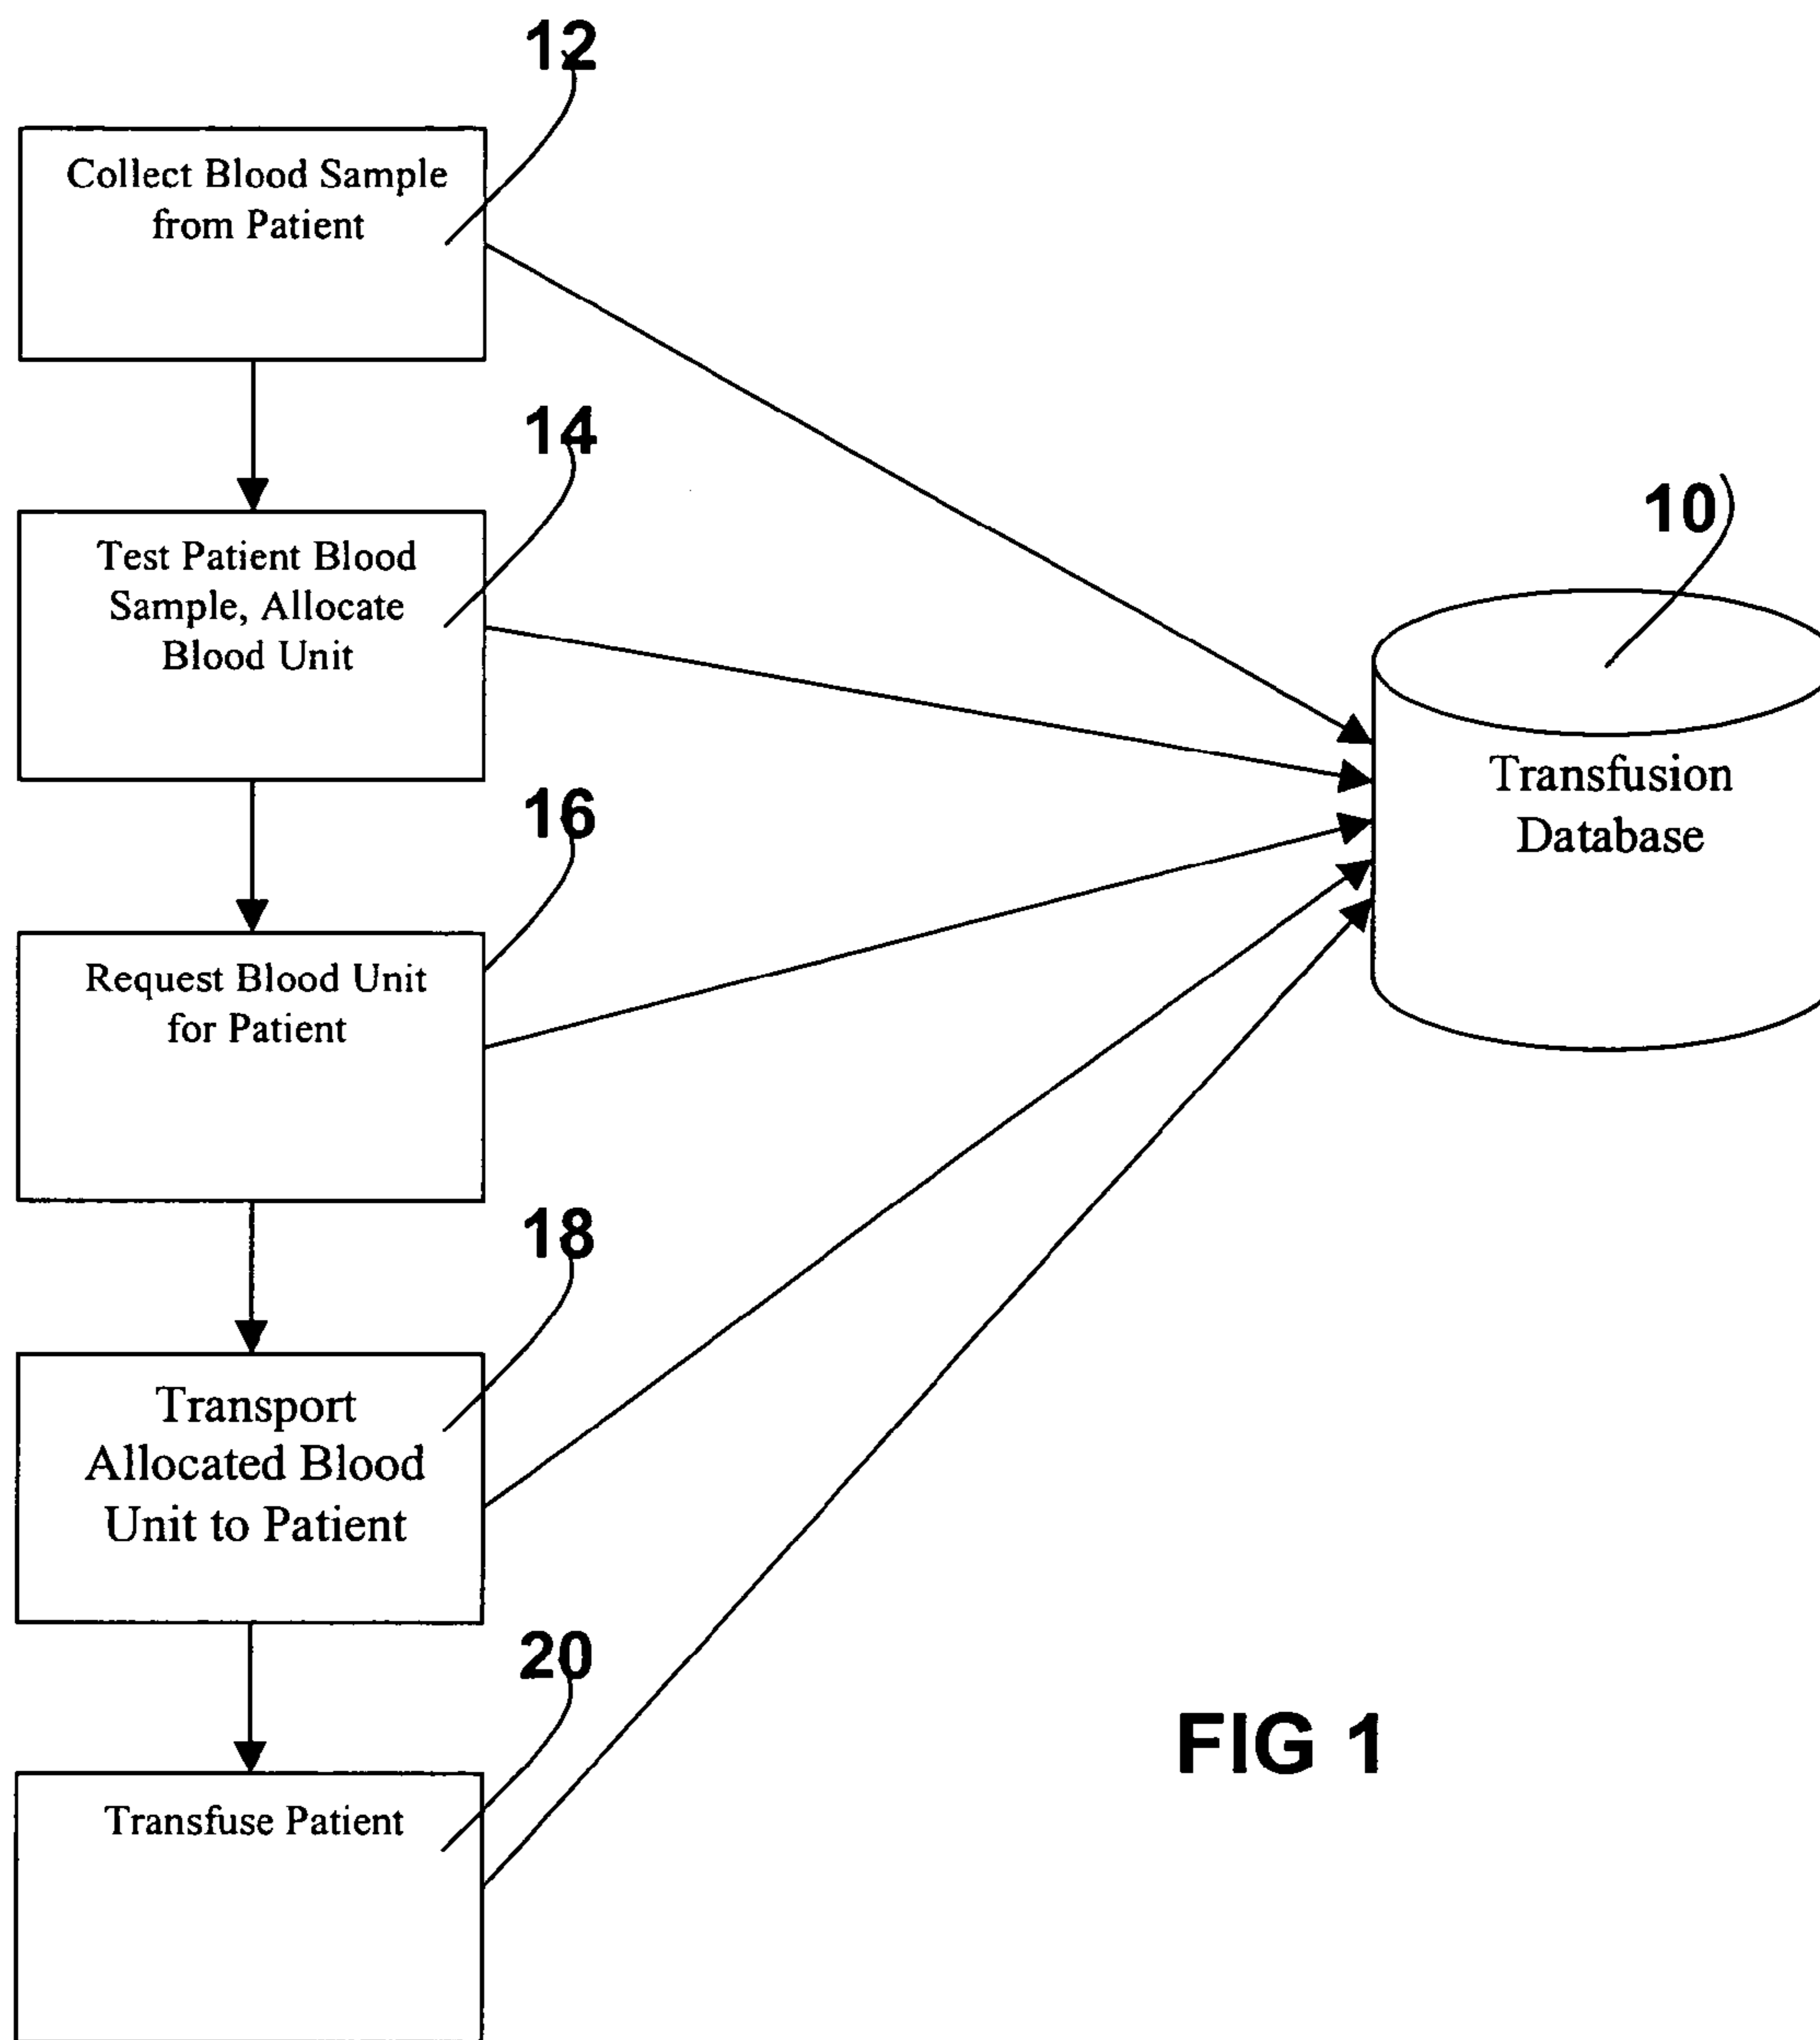 12
Collect Blood Sample
from Patient
14
Test Patient Blood
Sample, Allocate
Blood Unit
10
Transfusion
Database
16
Request Blood Unit
for Patient
18
Transport
Allocated Blood
Unit to Patient
20
Transfuse Patient
FIG 1